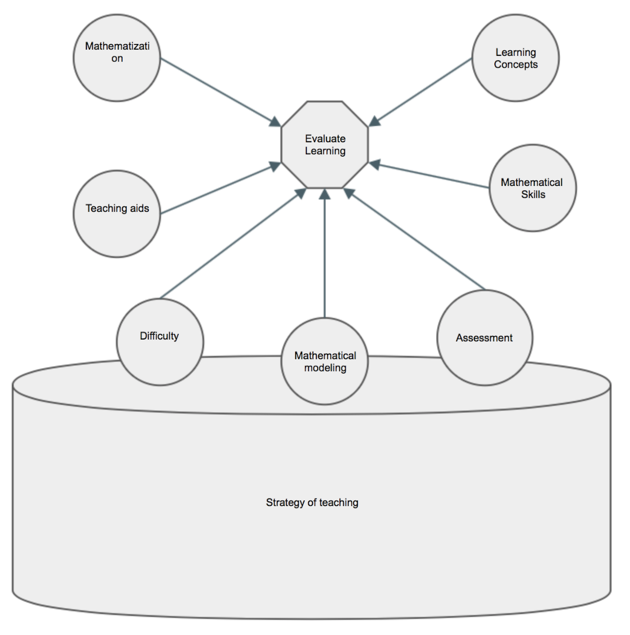 Mathematizati
on
Learning
Concepts
Evaluate
Learning
Mathematical
Skills
Teaching aids
Difficulty
Mathematical
modeling
Assessment
Strategy of teaching